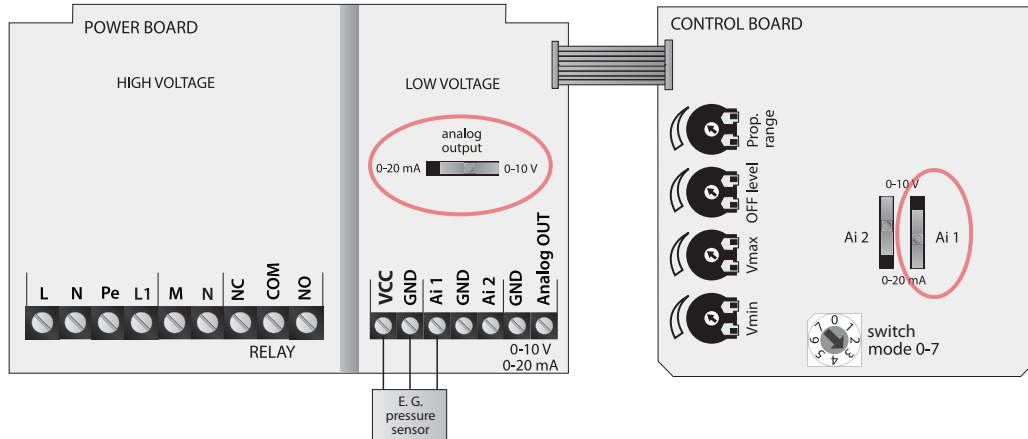 POWER BOARD
HIGH VOLTAGE
LOW VOLTAGE
analog
output
0-20 mA
0-10 V
L
N
Pe
L1
M
N
NC
COM
NO
RELAY
VCC
GND
Ai 1
GND
Ai 2
GND
Analog OUT
0-10 V
0-20 mA
E. G.
pressure
sensor
CONTROL BOARD
Prop.
range
OFF level
Vmax
Vmin
0-10 V
Ai 2
Ai 1
0-20 mA
0
1
2
3
4
5
6
7
switch
mode 0-7